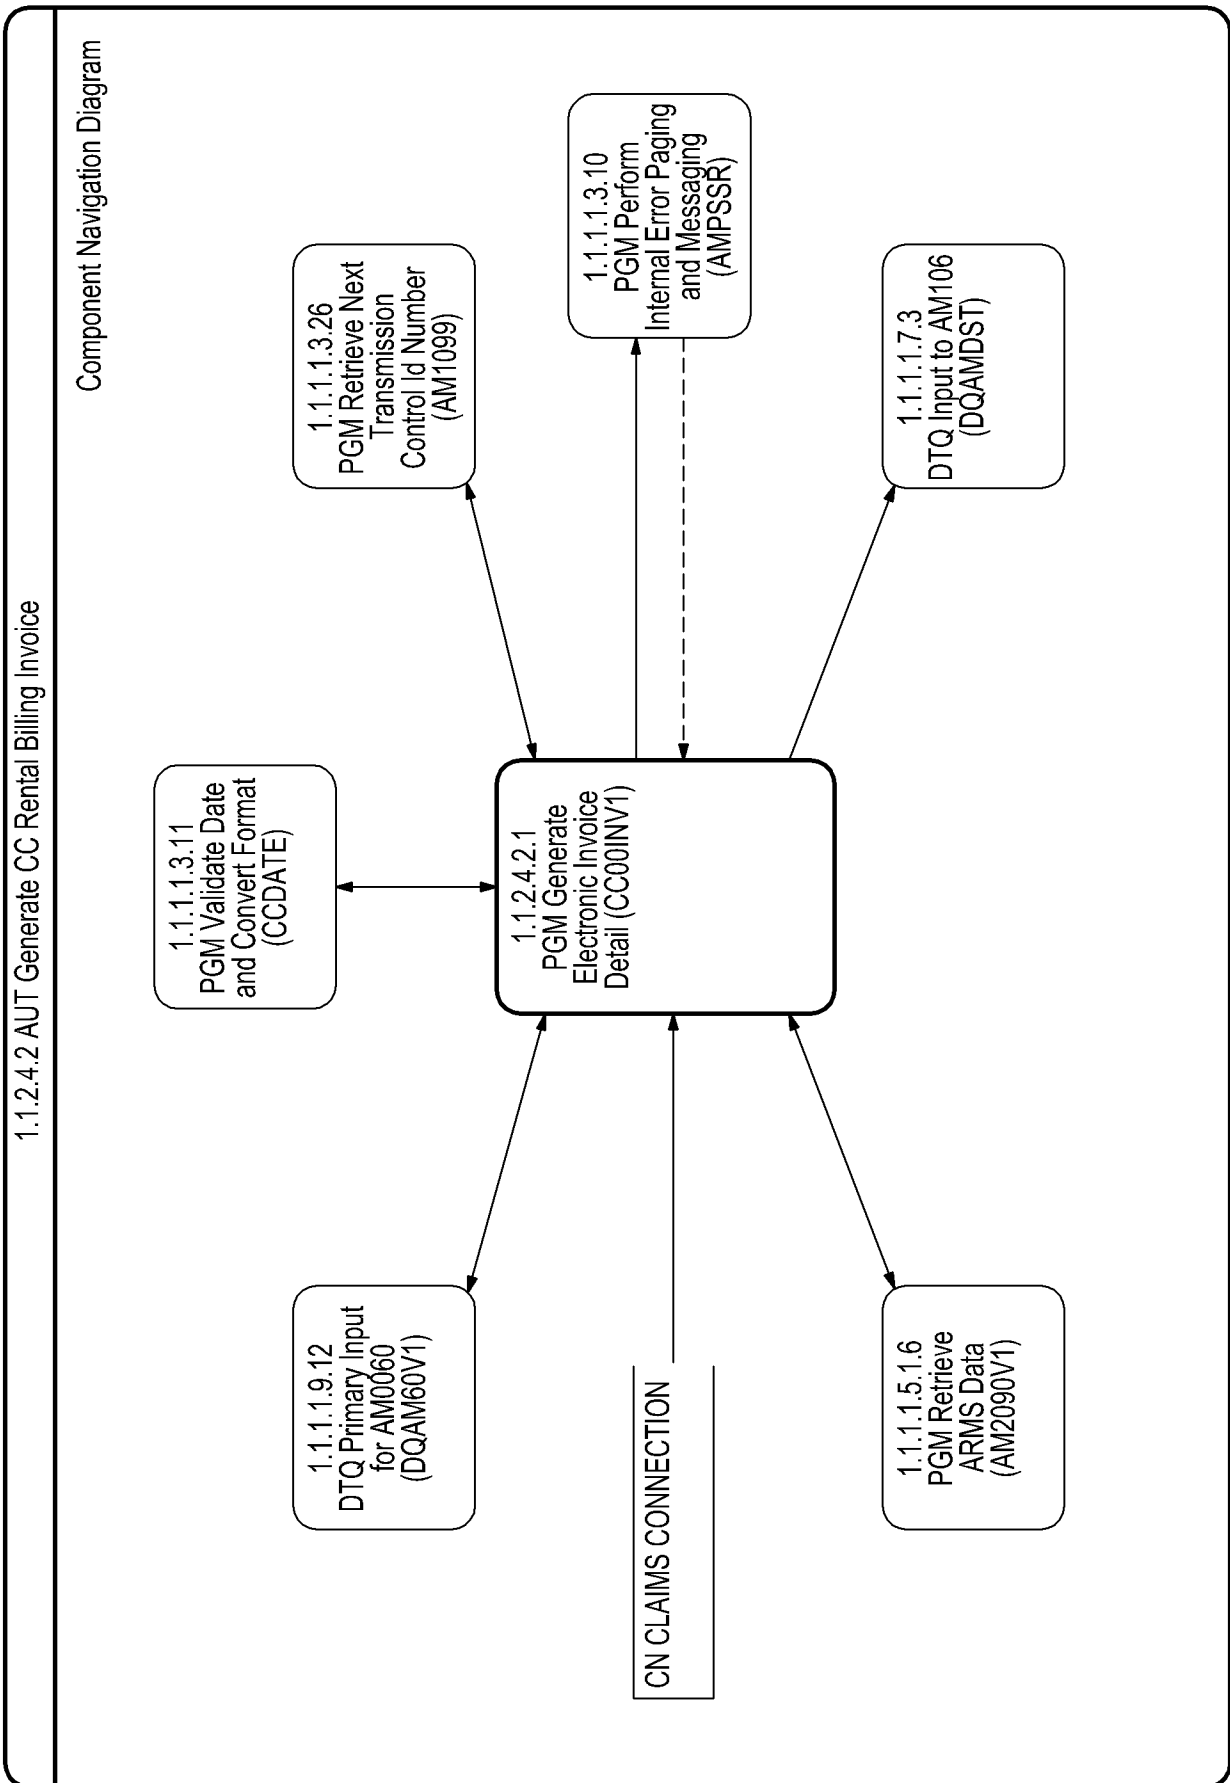 1.1.2.4.2 AUT Generate CC Rental Billing Invoice
Component Navigation Diagram
1.1.1.1.3.11
PGM Validate Date
and Convert Format
(CCDATE)
1.1.1.1.9.12
DTQ Primary Input
for AM0060
(DQAM60V1)
1.1.1.1.3.26
PGM Retrieve Next
Transmission
Control Id Number
(AM1099)
CN CLAIMS CONNECTION
1.1.2.4.2.1
PGM Generate
Electronic Invoice
Detail (CC00INV1)
1.1.1.1.3.10
PGM Perform
Internal Error Paging
and Messaging
(AMPSSR)
1.1.1.1.5.1.6
PGM Retrieve
ARMS Data
(AM2090V1)
1.1.1.1.7.3
DTQ Input to AM106
(DQAMDST)